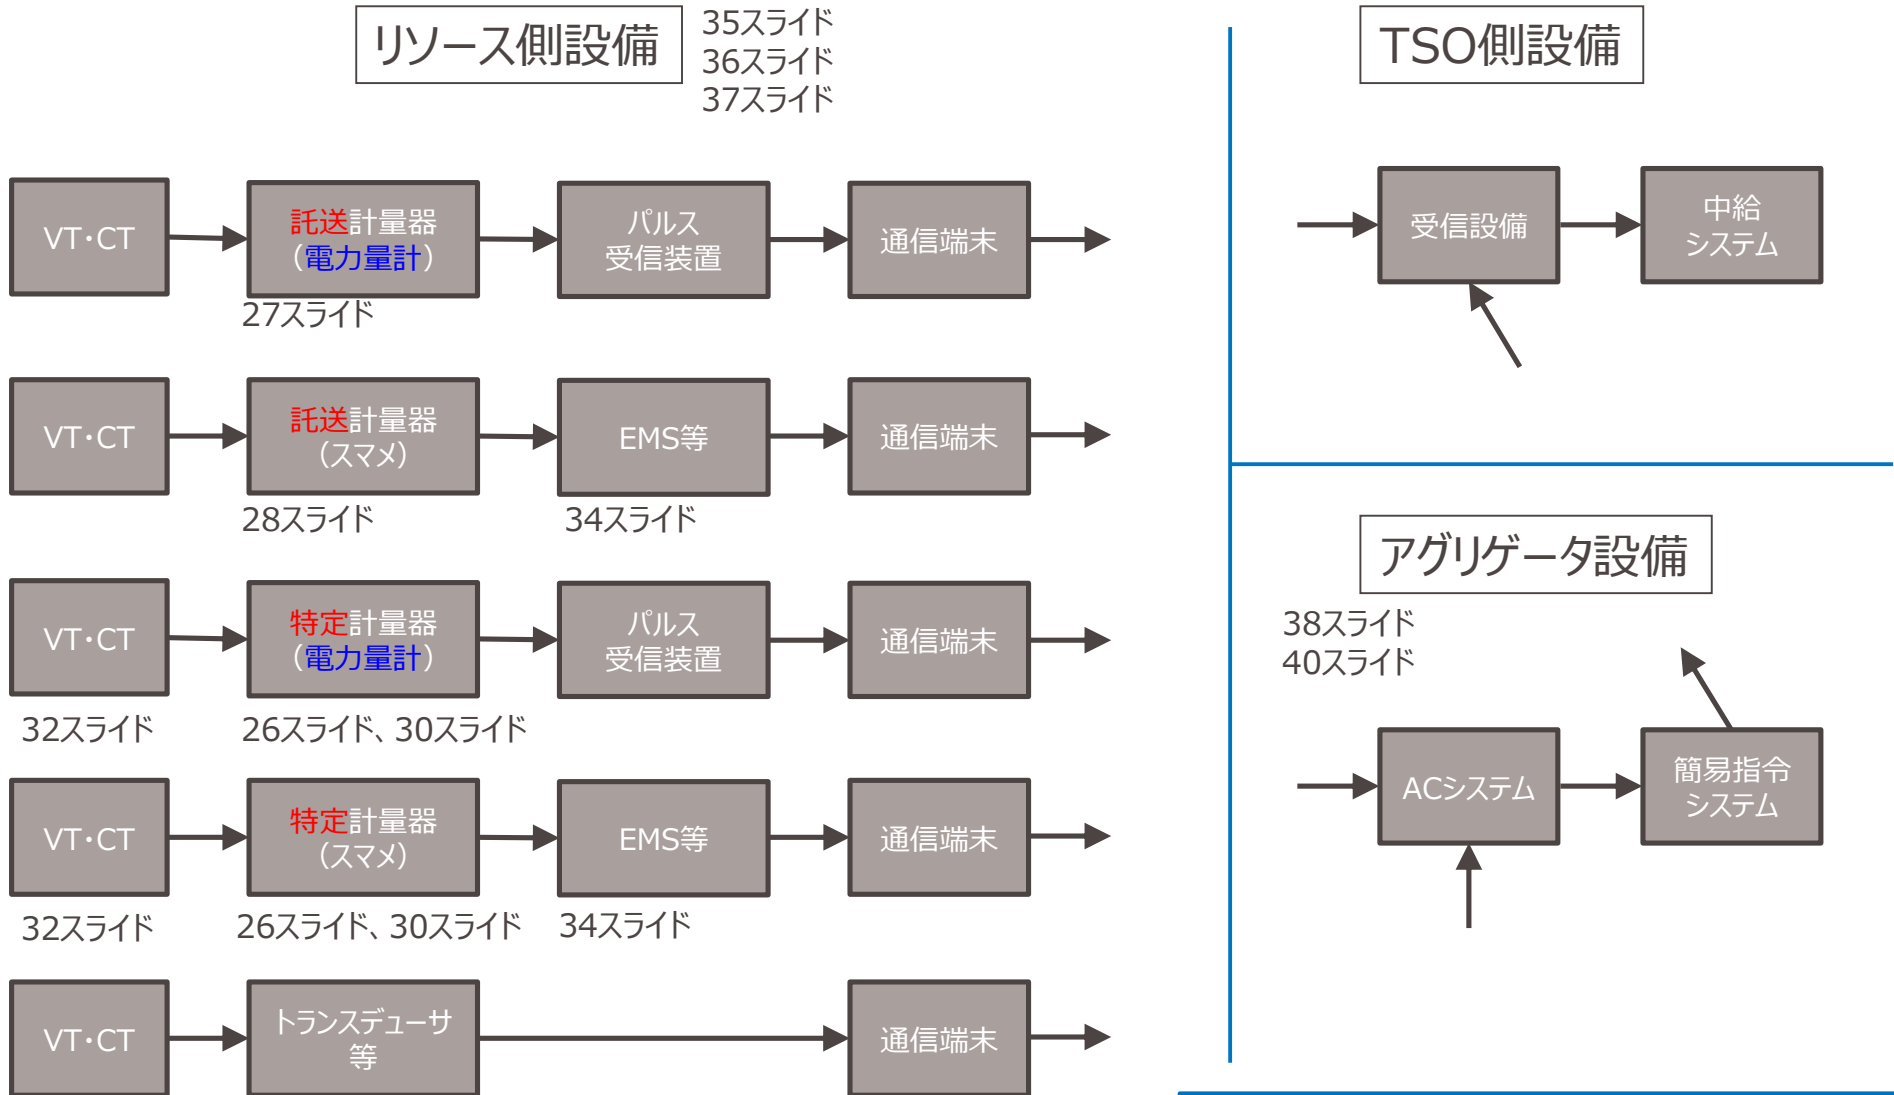 リソース側設備
35スライド
36スライド
37スライド
VT・CT
託送計量器
（電力量計）
パルス
受信装置
通信端末
27スライド
VT・CT
託送計量器
（スマメ）
EMS等
通信端末
28スライド
34スライド
VT・CT
特定計量器
（電力量計）
パルス
受信装置
通信端末
32スライド
26スライド、30スライド
VT・CT
特定計量器
（スマメ）
EMS等
通信端末
32スライド
26スライド、30スライド
34スライド
VT・CT
トランスデューサ
等
通信端末
TSO側設備
受信設備
中給
システム
アグリゲータ設備
38スライド
40スライド
ACシステム
簡易指令
システム